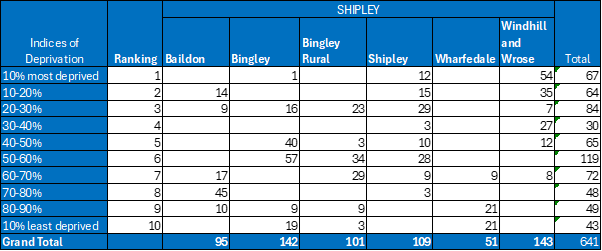 SHIPLEY
Indices of Deprivation Ranking Baildon Bingley Bingley Rural Shipley Wharfedale Windhill and Wrose Total
10% most deprived 1 1 12 54 67
10-20% 2 14 15 35 64
20-30% 3 9 16 23 29 7 84
30-40% 4 3 27 30
40-50% 5 40 3 10 12 65
50-60% 6 57 34 28 119
60-70% 7 17 29 9 9 8 72
70-80% 8 45 3 48
80-90% 9 10 9 9 21 49
10% least deprived 10 19 3 21 43
Grand Total 95 142 101 109 51 143 641